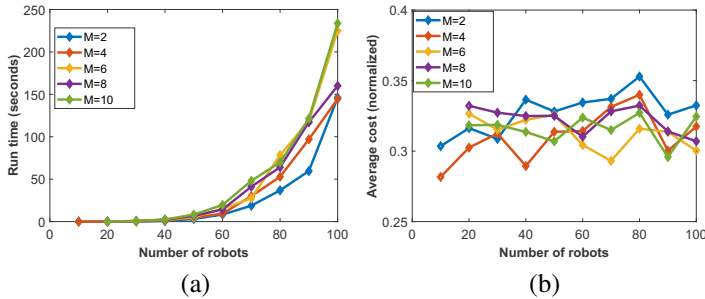 250
200
150
100
50
0
Run time (seconds)
M=2
M=4
M=6
M=8
M=10
0 20 40 60 80 100
Number of robots
(a)
0.4
0.35
0.3
0.25
Average cost (normalized)
M=2
M=4
M=6
M=8
M=10
0 20 40 60 80 100
Number of robots
(b)